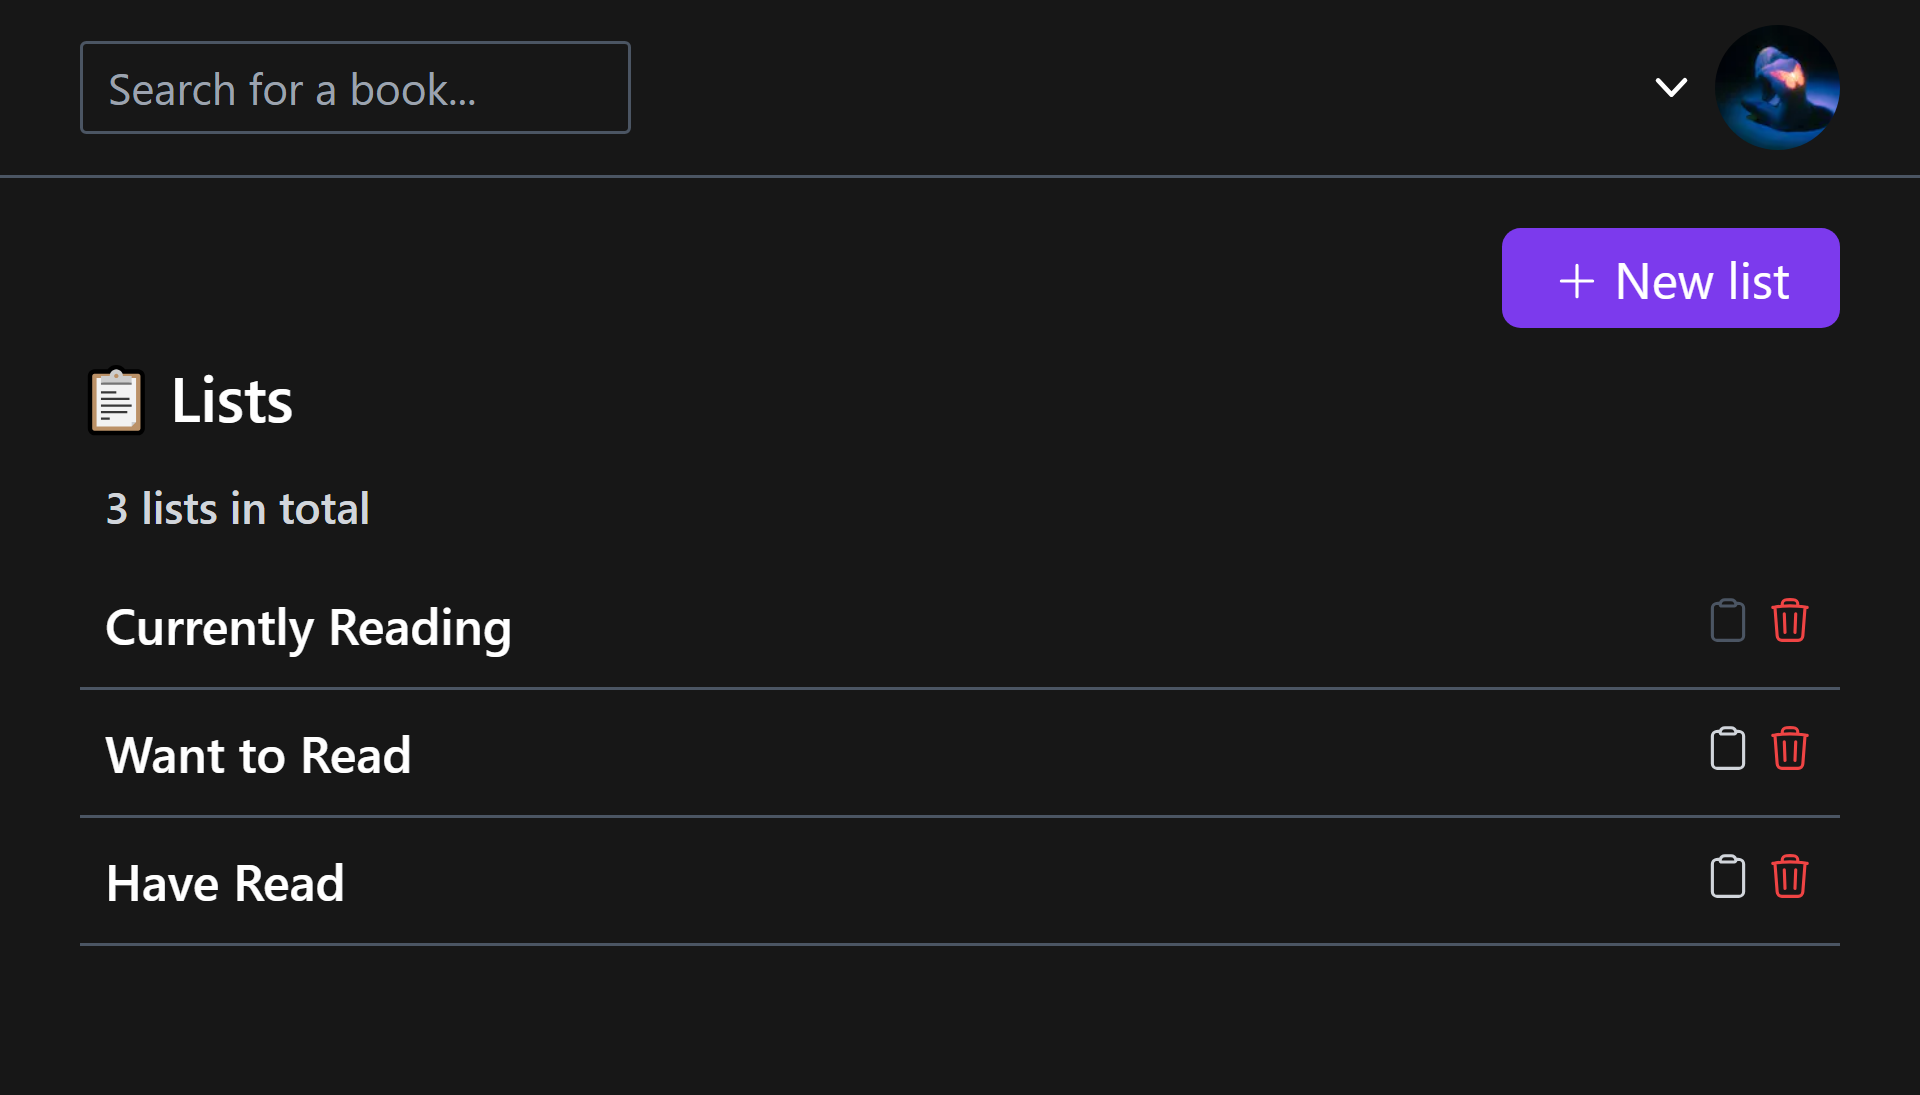 Search for a book...
New list
Lists
3 lists in total
Currently Reading
Want to Read
Have Read